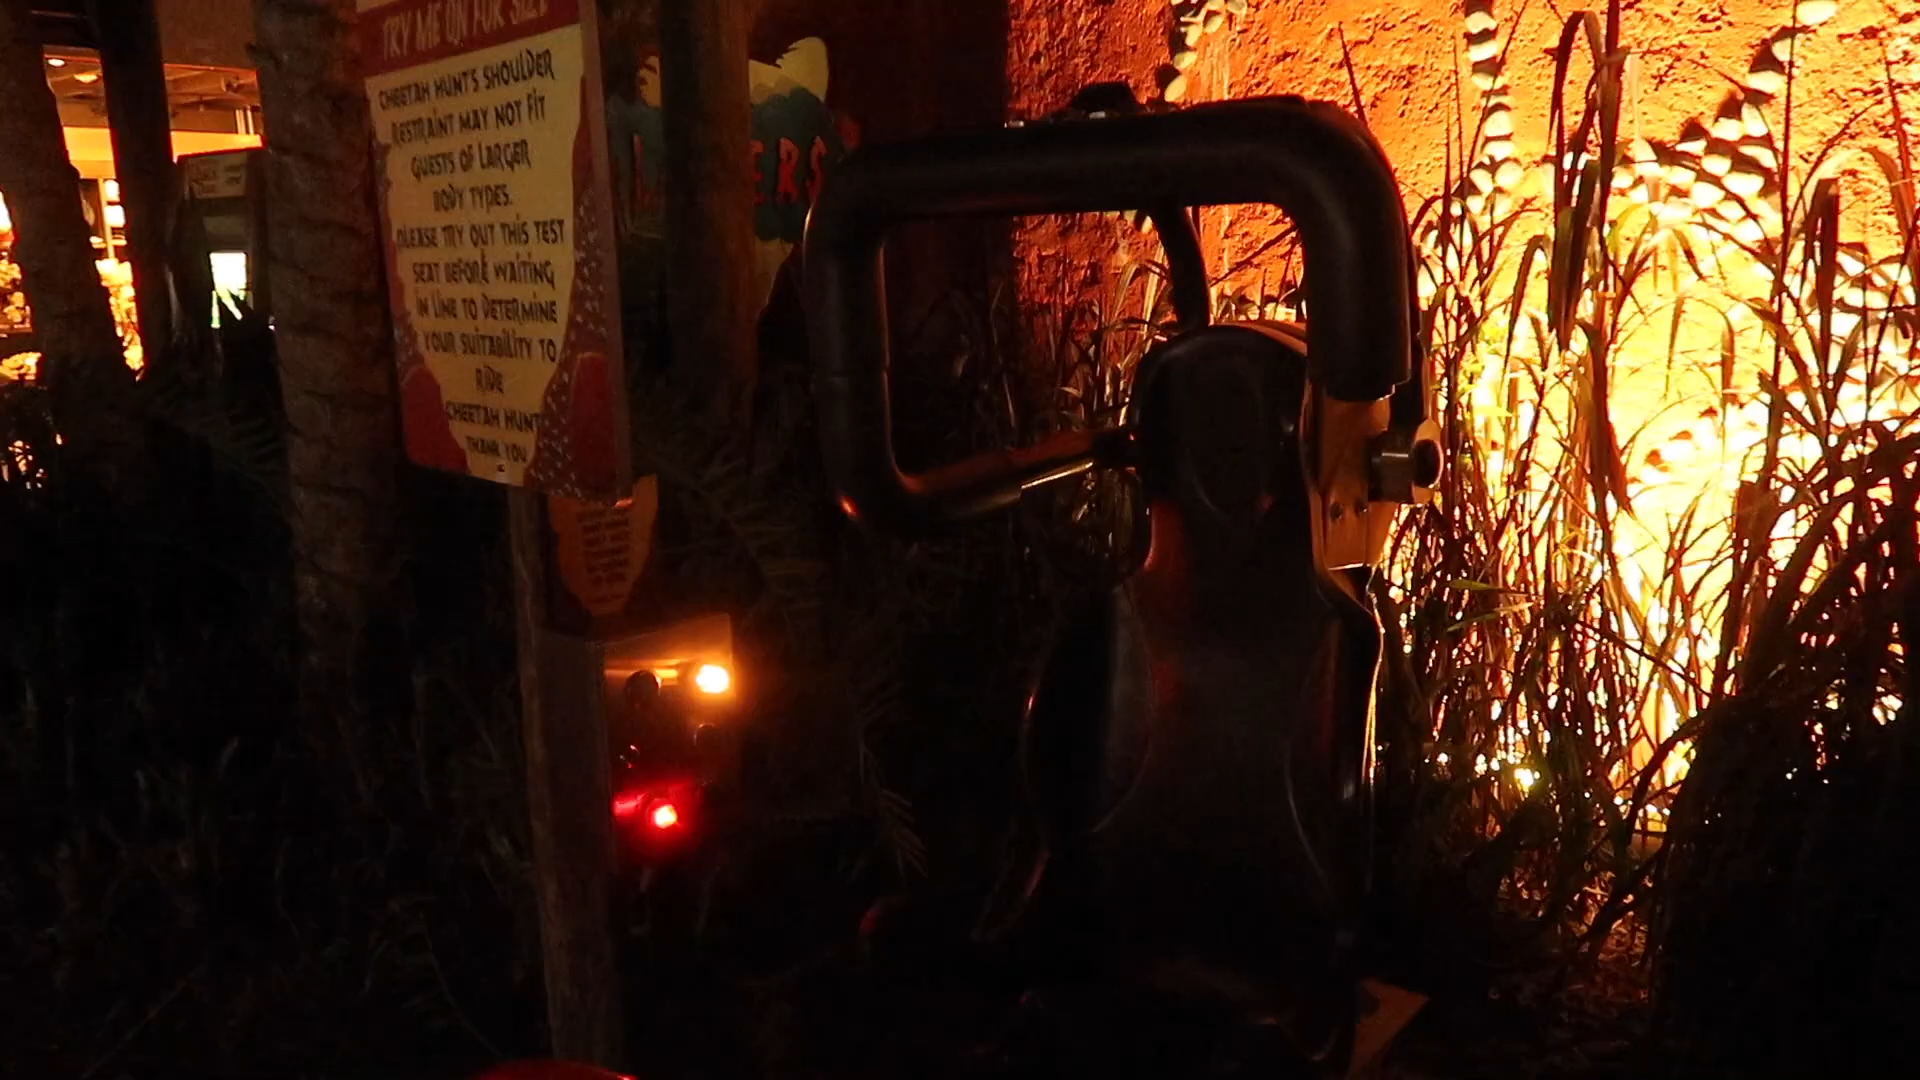 TRY ME ON FOR SIZE
CHEETAH HUNT'S SHOULDER
RESTRAINT MAY NOT FIT
GUESTS OF LARGER
BODY TYPES.
PLEASE TRY OUT THIS TEST
SEAT BEFORE WAITING
IN LINE TO DETERMINE
YOUR SUITABILITY TO
RIDE
CHEETAH HUNT
THANK YOU